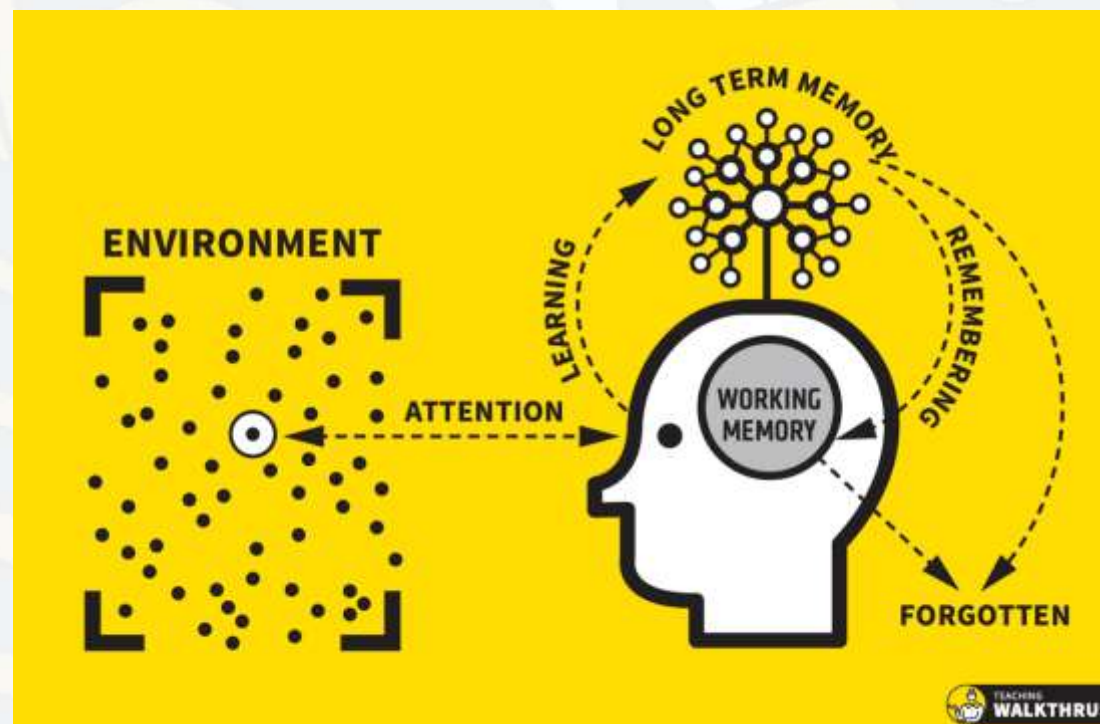 LONG TERM MEMORY
ENVIRONMENT
LEARNING
REMEMBERING
ATTENTION
WORKING
MEMORY
FORGOTTEN
TEACHING
WALKTHRU